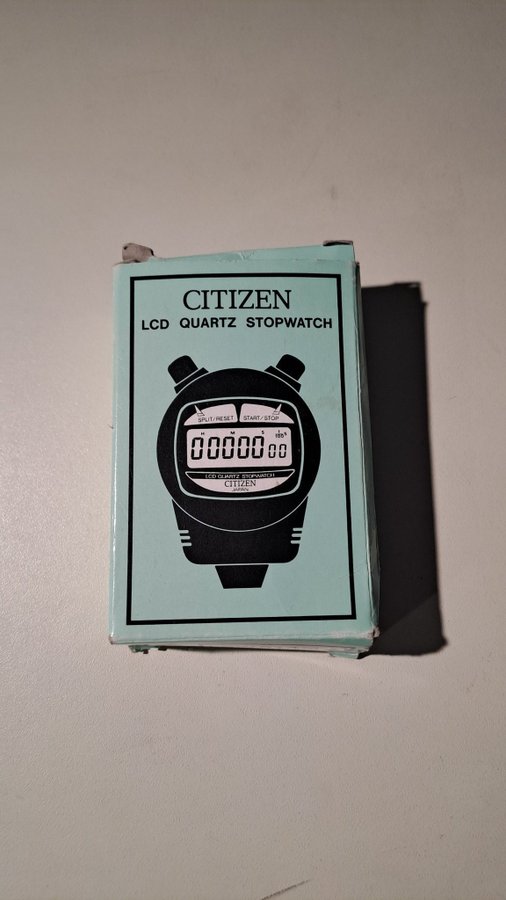 CITIZEN
LCD QUARTZ STOPWATCH
SPLIT/RESET START/STOP
H M S 1/100 S
0000000
LCD QUARTZ STOPWATCH
CITIZEN
JAPAN